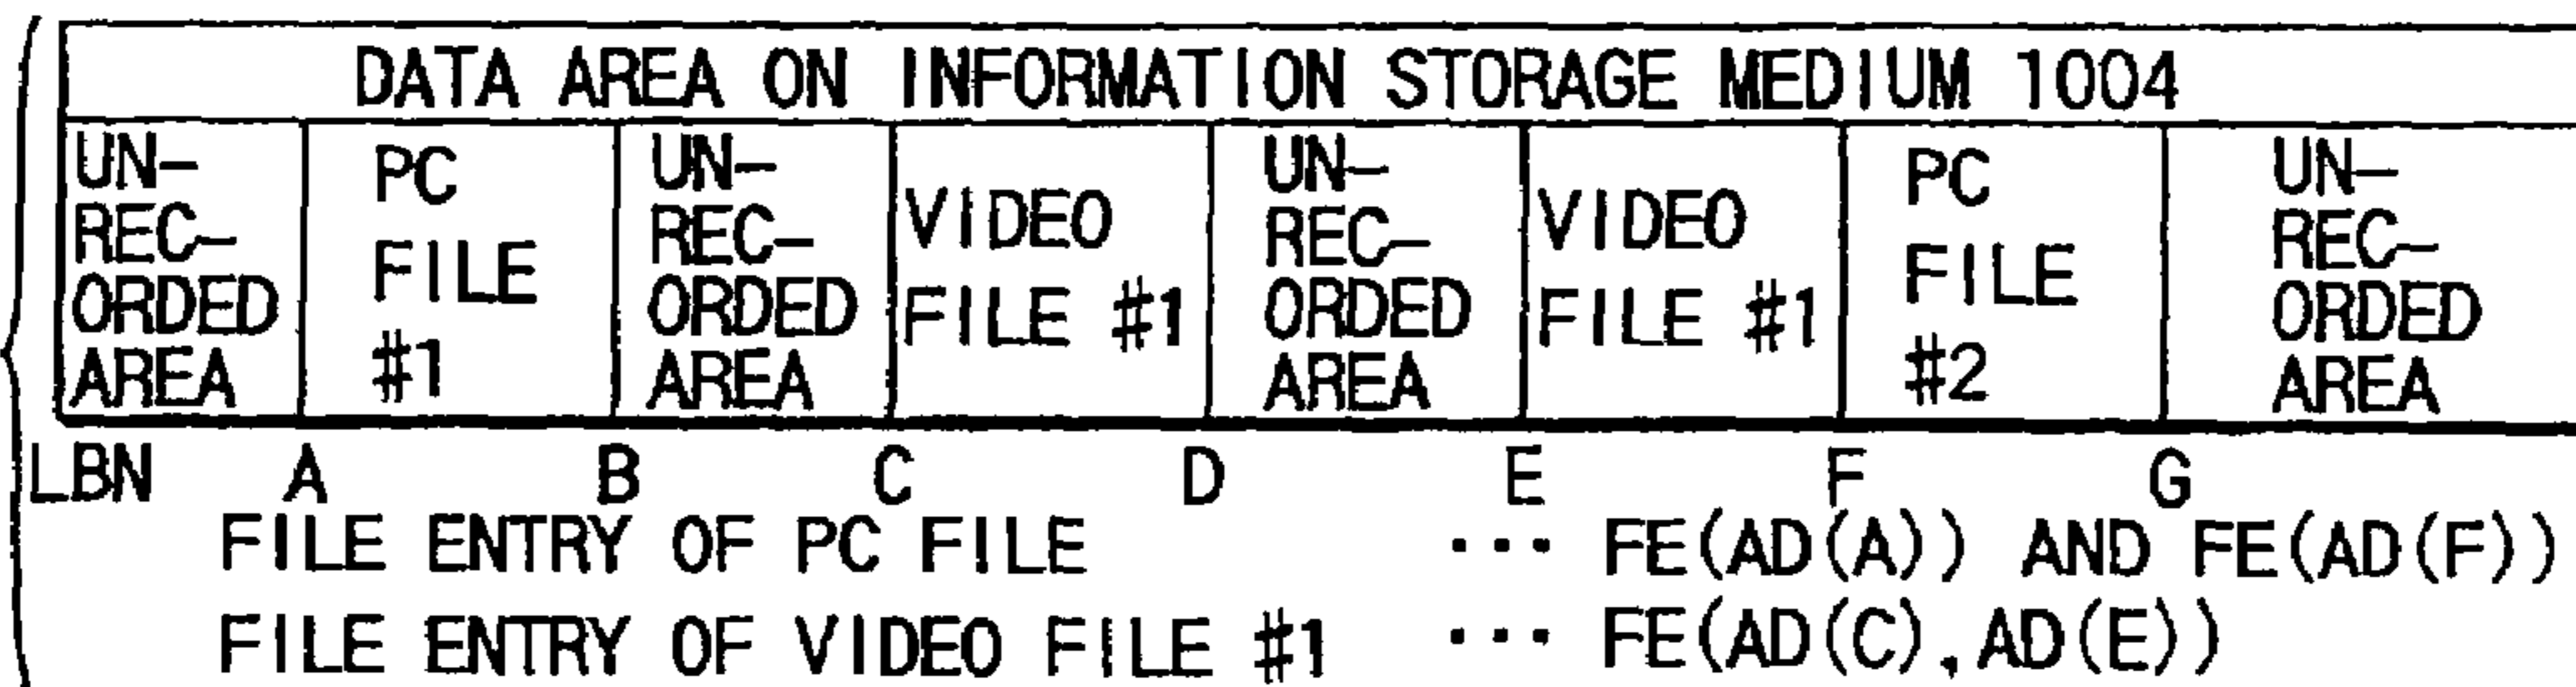 DATA AREA ON INFORMATION STORAGE MEDIUM 1004
UN-
REC-
ORDED
AREA
PC
FILE
#1
UN-
REC-
ORDED
AREA
VIDEO
FILE #1
UN-
REC-
ORDED
AREA
VIDEO
FILE #1
PC
FILE
#2
UN-
REC-
ORDED
AREA
LBN A B C D E F G
FILE ENTRY OF PC FILE ··· FE(AD(A)) AND FE(AD(F))
FILE ENTRY OF VIDEO FILE #1 ··· FE(AD(C),AD(E))